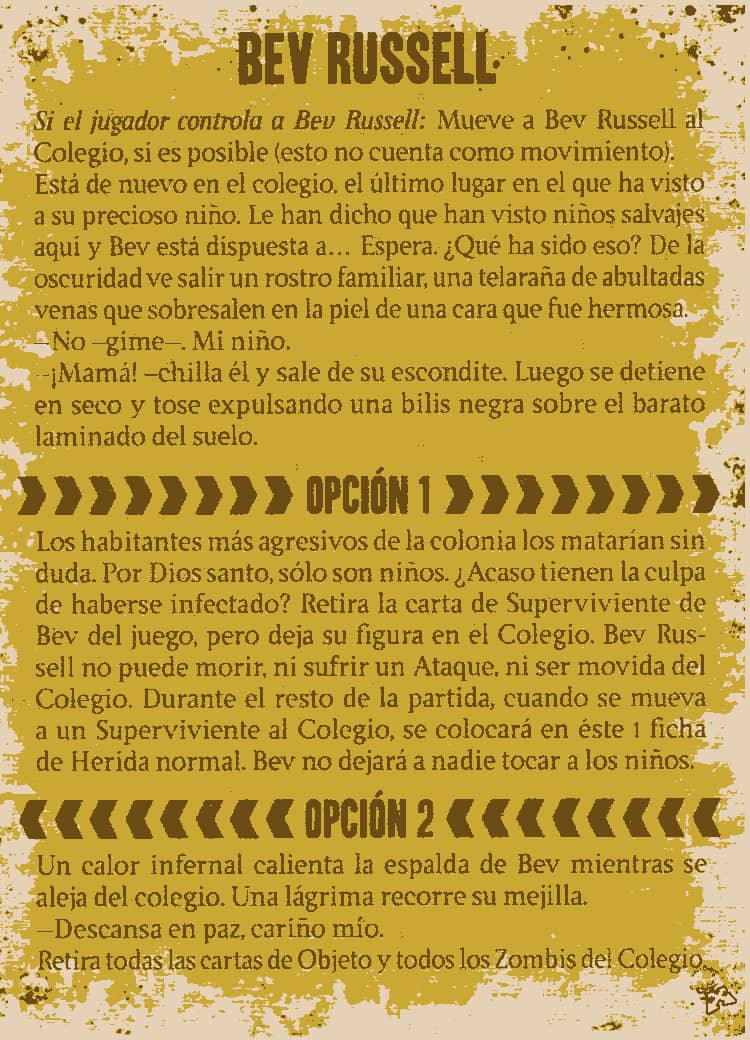 BEV RUSSELL
Si el jugador controla a Bev Russell: Mueve a Bev Russell al
Colegio, si es posible (esto no cuenta como movimiento).
Está de nuevo en el colegio, el último lugar en el que ha visto
a su precioso niño. Le han dicho que han visto niños salvajes
aquí y Bev está dispuesta a... Espera. ¿Qué ha sido eso? De la
oscuridad ve salir un rostro familiar, una telaraña de abultadas
venas que sobresalen en la piel de una cara que fue hermosa.
–No –gime–. Mi niño.
–¡Mamá! –chilla él y sale de su escondite. Luego se detiene
en seco y tose expulsando una bilis negra sobre el barato
laminado del suelo.
OPCIÓN 1
Los habitantes más agresivos de la colonia los matarían sin
duda. Por Dios santo, sólo son niños. ¿Acaso tienen la culpa
de haberse infectado? Retira la carta de Superviviente de
Bev del juego, pero deja su figura en el Colegio. Bev Rus-
sell no puede morir, ni sufrir un Ataque, ni ser movida del
Colegio. Durante el resto de la partida, cuando se mueva
a un Superviviente al Colegio, se colocará en éste 1 ficha
de Herida normal. Bev no dejará a nadie tocar a los niños.
OPCIÓN 2
Un calor infernal calienta la espalda de Bev mientras se
aleja del colegio. Una lágrima recorre su mejilla.
–Descansa en paz, cariño mío.
Retira todas las cartas de Objeto y todos los Zombis del Colegio.